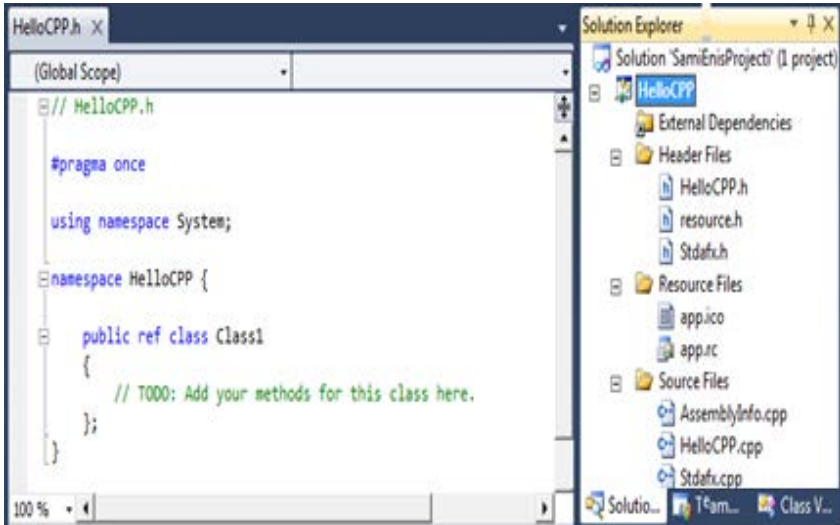 HelloCPP.h
(Global Scope)
// HelloCPP.h
#pragma once
using namespace System;
namespace HelloCPP {
public ref class Class1
{
// TODO: Add your methods for this class here.
};
}
100 %
Solution Explorer
Solution 'SamiEnisProjecti' (1 project)
HelloCPP
External Dependencies
Header Files
HelloCPP.h
resource.h
Stdafx.h
Resource Files
app.ico
app.rc
Source Files
AssemblyInfo.cpp
HelloCPP.cpp
Stdafx.cpp
Solutio...
Team...
Class V...